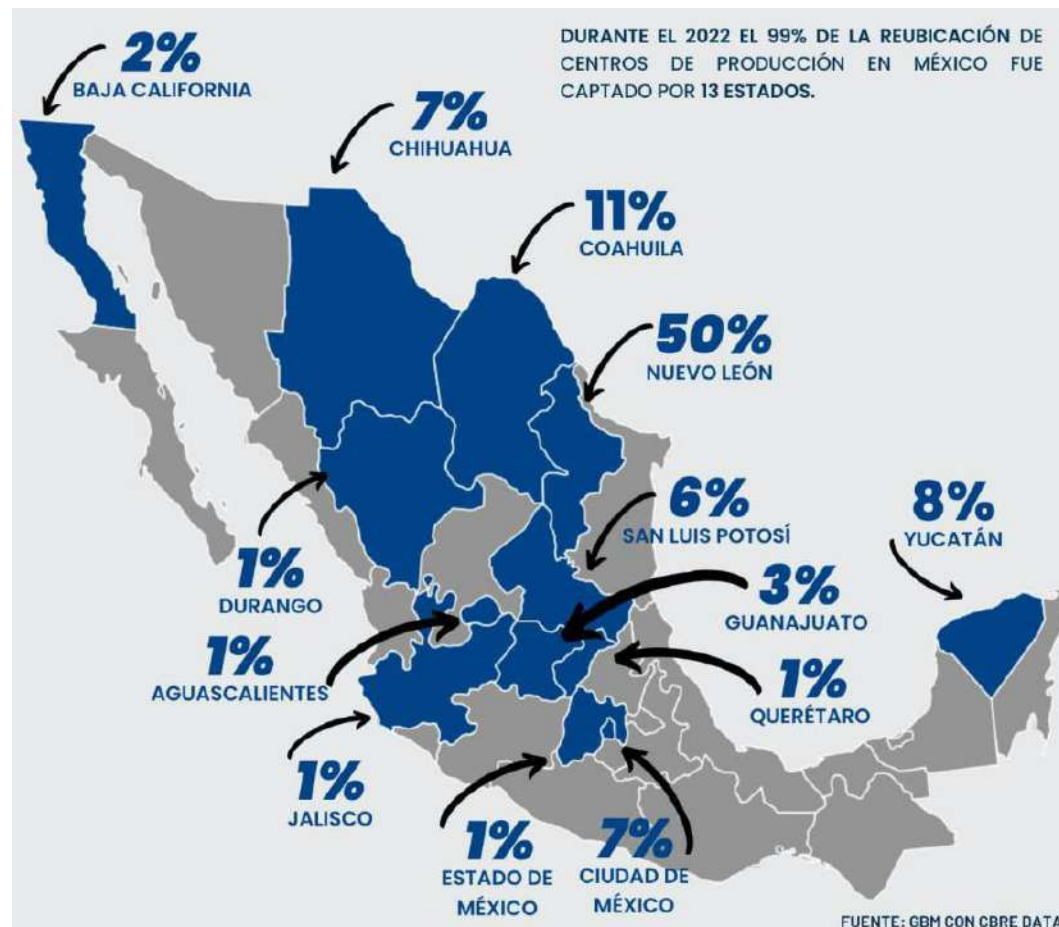 DURANTE EL 2022 EL 99% DE LA REUBICACIÓN DE
CENTROS DE PRODUCCIÓN EN MÉXICO FUE
CAPTADO POR 13 ESTADOS.
2%
BAJA CALIFORNIA
7%
CHIHUAHUA
11%
COAHUILA
50%
NUEVO LEÓN
6%
SAN LUIS POTOSÍ
8%
YUCATÁN
1%
DURANGO
3%
GUANAJUATO
1%
AGUASCALIENTES
1%
QUERÉTARO
1%
JALISCO
1%
ESTADO DE
MÉXICO
7%
CIUDAD DE
MÉXICO
FUENTE: GBM CON CBRE DATA